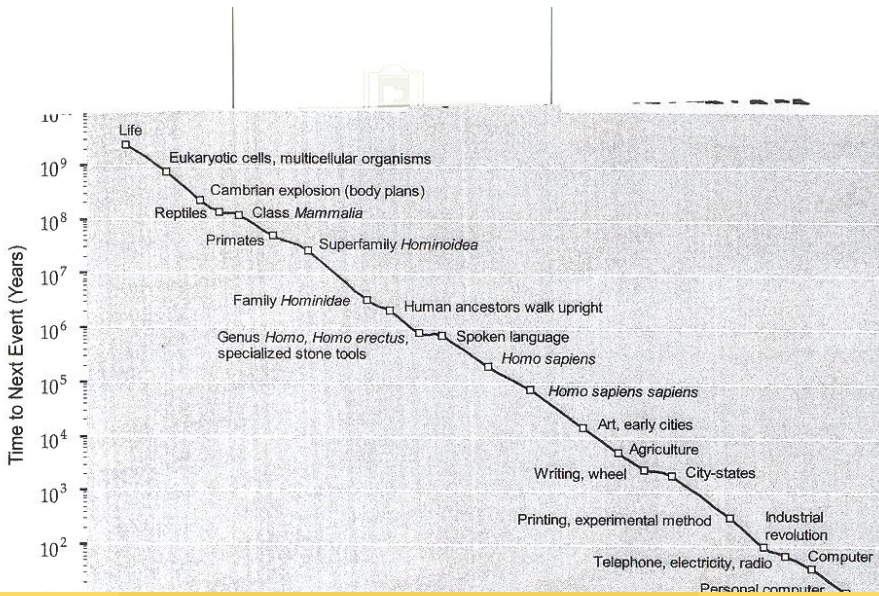 Life
10⁹
Eukaryotic cells, multicellular organisms
Cambrian explosion (body plans)
10⁸
Reptiles
Class Mammalia
Primates
Superfamily Hominoidea
10⁷
Family Hominidae
Human ancestors walk upright
10⁶
Genus Homo, Homo erectus,
specialized stone tools
Spoken language
Homo sapiens
10⁵
Homo sapiens sapiens
Art, early cities
10⁴
Agriculture
Writing, wheel
City-states
10³
Printing, experimental method
Industrial
revolution
10²
Telephone, electricity, radio
Computer
Personal computer
Time to Next Event (Years)